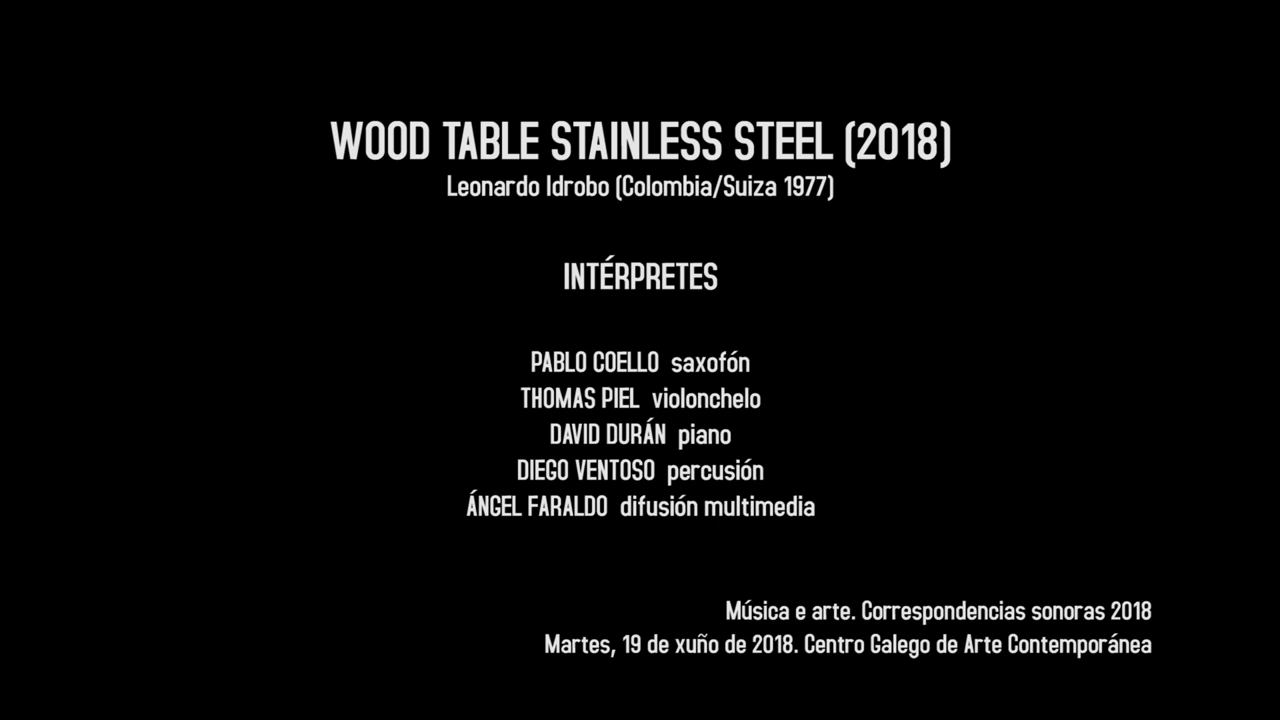 WOOD TABLE STAINLESS STEEL (2018)
Leonardo Idrobo (Colombia/Suiza 1977)
INTÉRPRETES
PABLO COELLO saxofón
THOMAS PIEL violonchelo
DAVID DURÁN piano
DIEGO VENTOSO percusión
ÁNGEL FARALDO difusión multimedia
Música e arte. Correspondencias sonoras 2018
Martes, 19 de xuño de 2018. Centro Galego de Arte Contemporánea